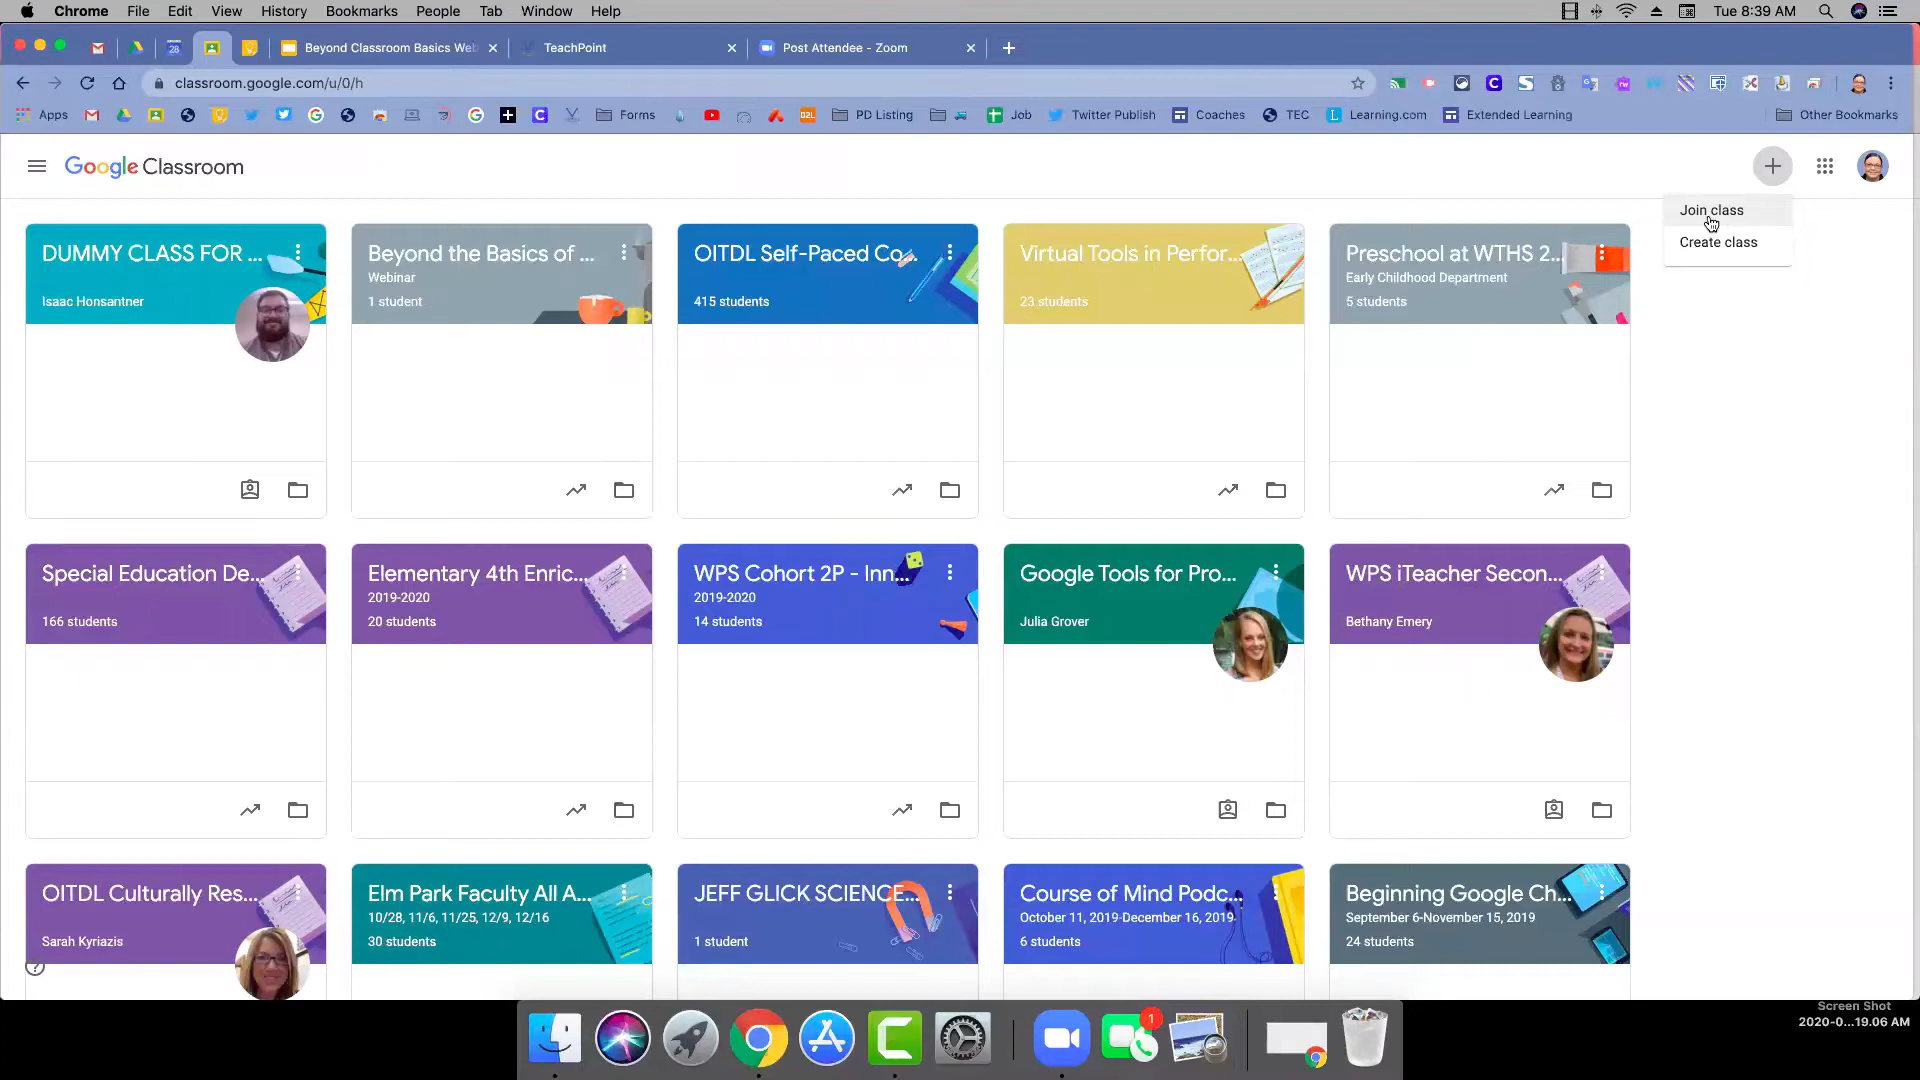 Chrome File Edit View History Bookmarks People Tab Window Help Tue 8:39 AM
28 Beyond Classroom Basics Web TeachPoint Post Attendee - Zoom
classroom.google.com/u/0/h
Apps Forms D2L PD Listing Job Twitter Publish Coaches TEC Learning.com Extended Learning Other Bookmarks
Google Classroom
Join class
Create class
DUMMY CLASS FOR ...
Isaac Honsantner
Beyond the Basics of ...
Webinar
1 student
OITDL Self-Paced Co...
415 students
Virtual Tools in Perfor...
23 students
Preschool at WTHS 2...
Early Childhood Department
5 students
Special Education De...
166 students
Elementary 4th Enric...
2019-2020
20 students
WPS Cohort 2P - Inn...
2019-2020
14 students
Google Tools for Pro...
Julia Grover
WPS iTeacher Secon...
Bethany Emery
OITDL Culturally Res...
Sarah Kyriazis
Elm Park Faculty All A...
10/28, 11/6, 11/25, 12/9, 12/16
30 students
JEFF GLICK SCIENCE...
1 student
Course of Mind Podc...
October 11, 2019-December 16, 2019
6 students
Beginning Google Ch...
September 6-November 15, 2019
24 students
1
Screen Shot
2020-0...19.06 AM